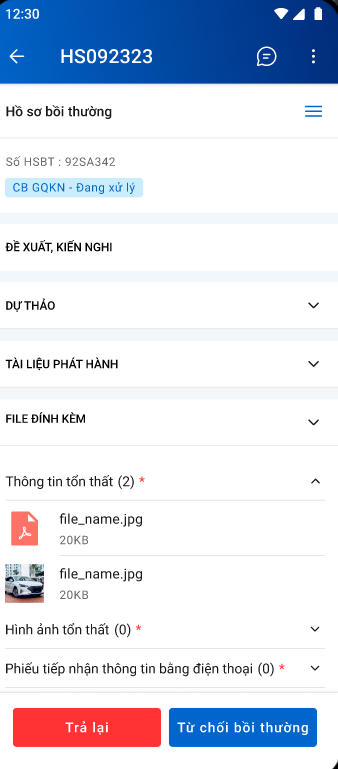 12:30
HS092323
Hồ sơ bồi thường
Số HSBT : 92SA342
CB GQKN - Đang xử lý
ĐỀ XUẤT, KIẾN NGHI
DỰ THẢO
TÀI LIỆU PHÁT HÀNH
FILE ĐÍNH KÈM
Thông tin tổn thất (2) *
file_name.jpg
20KB
file_name.jpg
20KB
Hình ảnh tổn thất (0) *
Phiếu tiếp nhận thông tin bằng điện thoại (0) *
Trả lại
Từ chối bồi thường